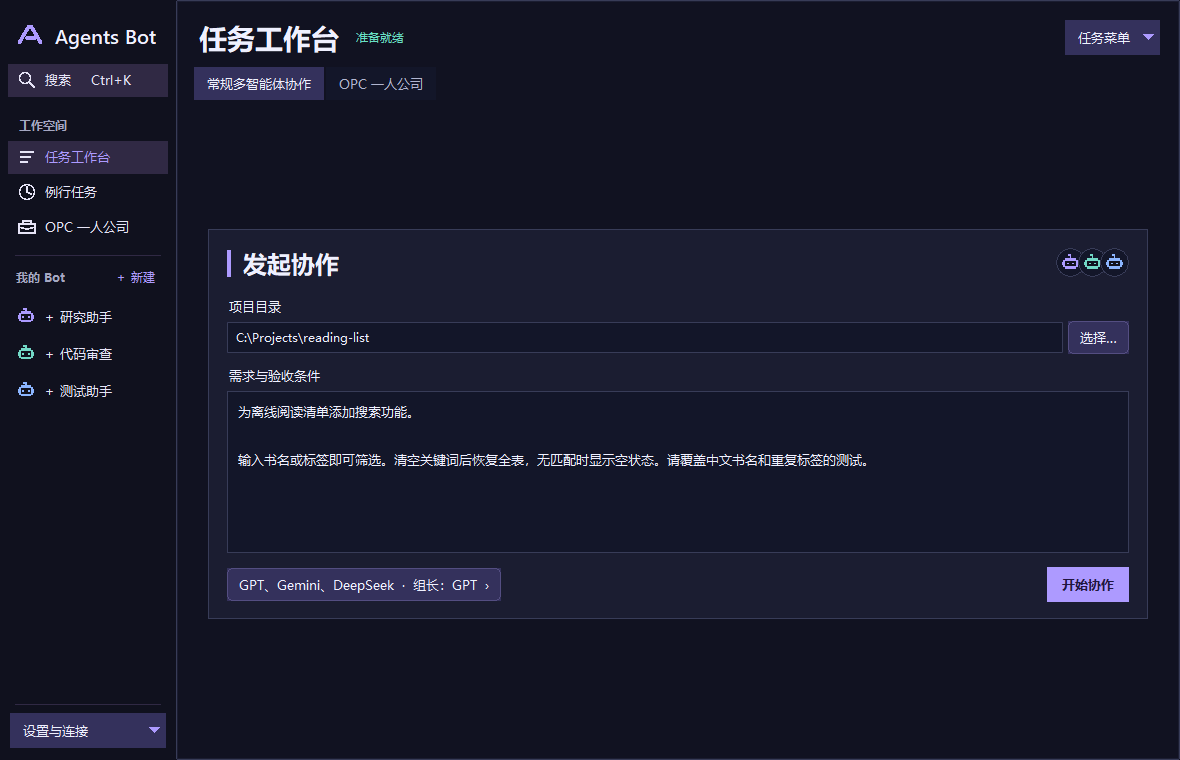 Agents Bot
搜索 Ctrl+K
工作空间
任务工作台
例行任务
OPC 一人公司
我的 Bot + 新建
+ 研究助手
+ 代码审查
+ 测试助手
设置与连接
任务工作台 准备就绪
任务菜单
常规多智能体协作 OPC 一人公司
发起协作
项目目录
C:\Projects\reading-list 选择...
需求与验收条件
为离线阅读清单添加搜索功能。
输入书名或标签即可筛选。清空关键词后恢复全表，无匹配时显示空状态。请覆盖中文书名和重复标签的测试。
GPT、Gemini、DeepSeek · 组长：GPT ›
开始协作